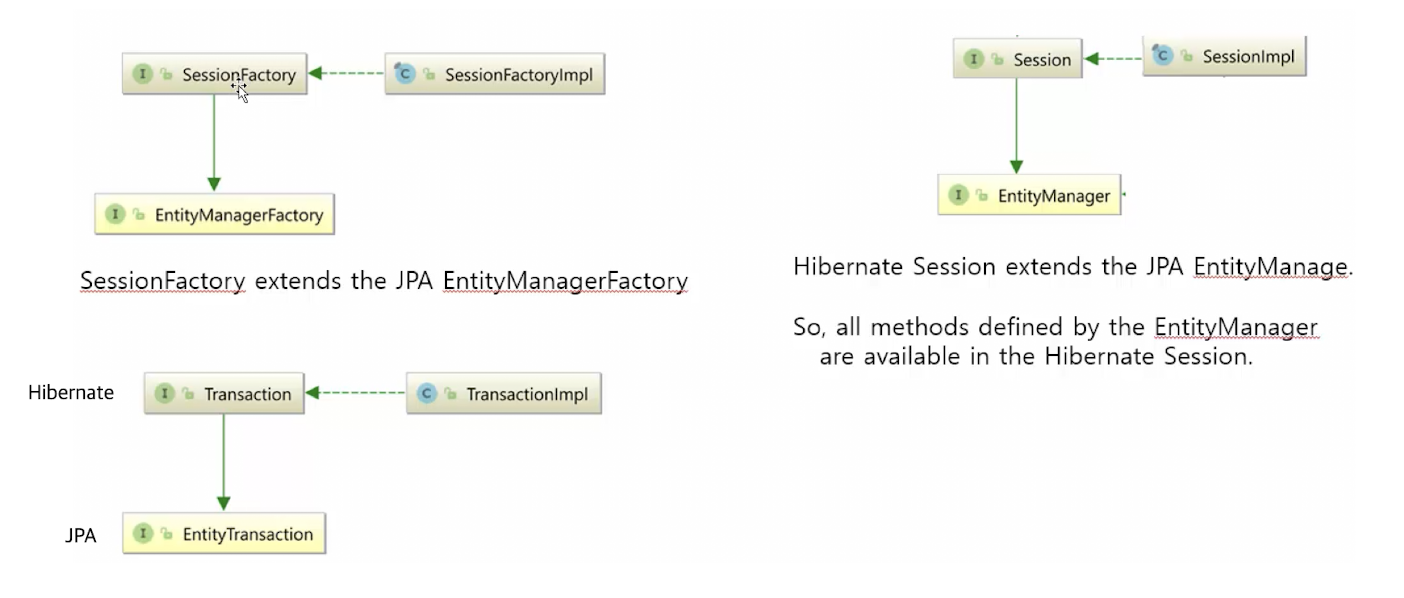 I SessionFactory
C SessionFactoryImpl
I EntityManagerFactory
SessionFactory extends the JPA EntityManagerFactory
Hibernate
I Transaction
C TransactionImpl
JPA
I EntityTransaction
I Session
C SessionImpl
I EntityManager
Hibernate Session extends the JPA EntityManage.
So, all methods defined by the EntityManager
are available in the Hibernate Session.